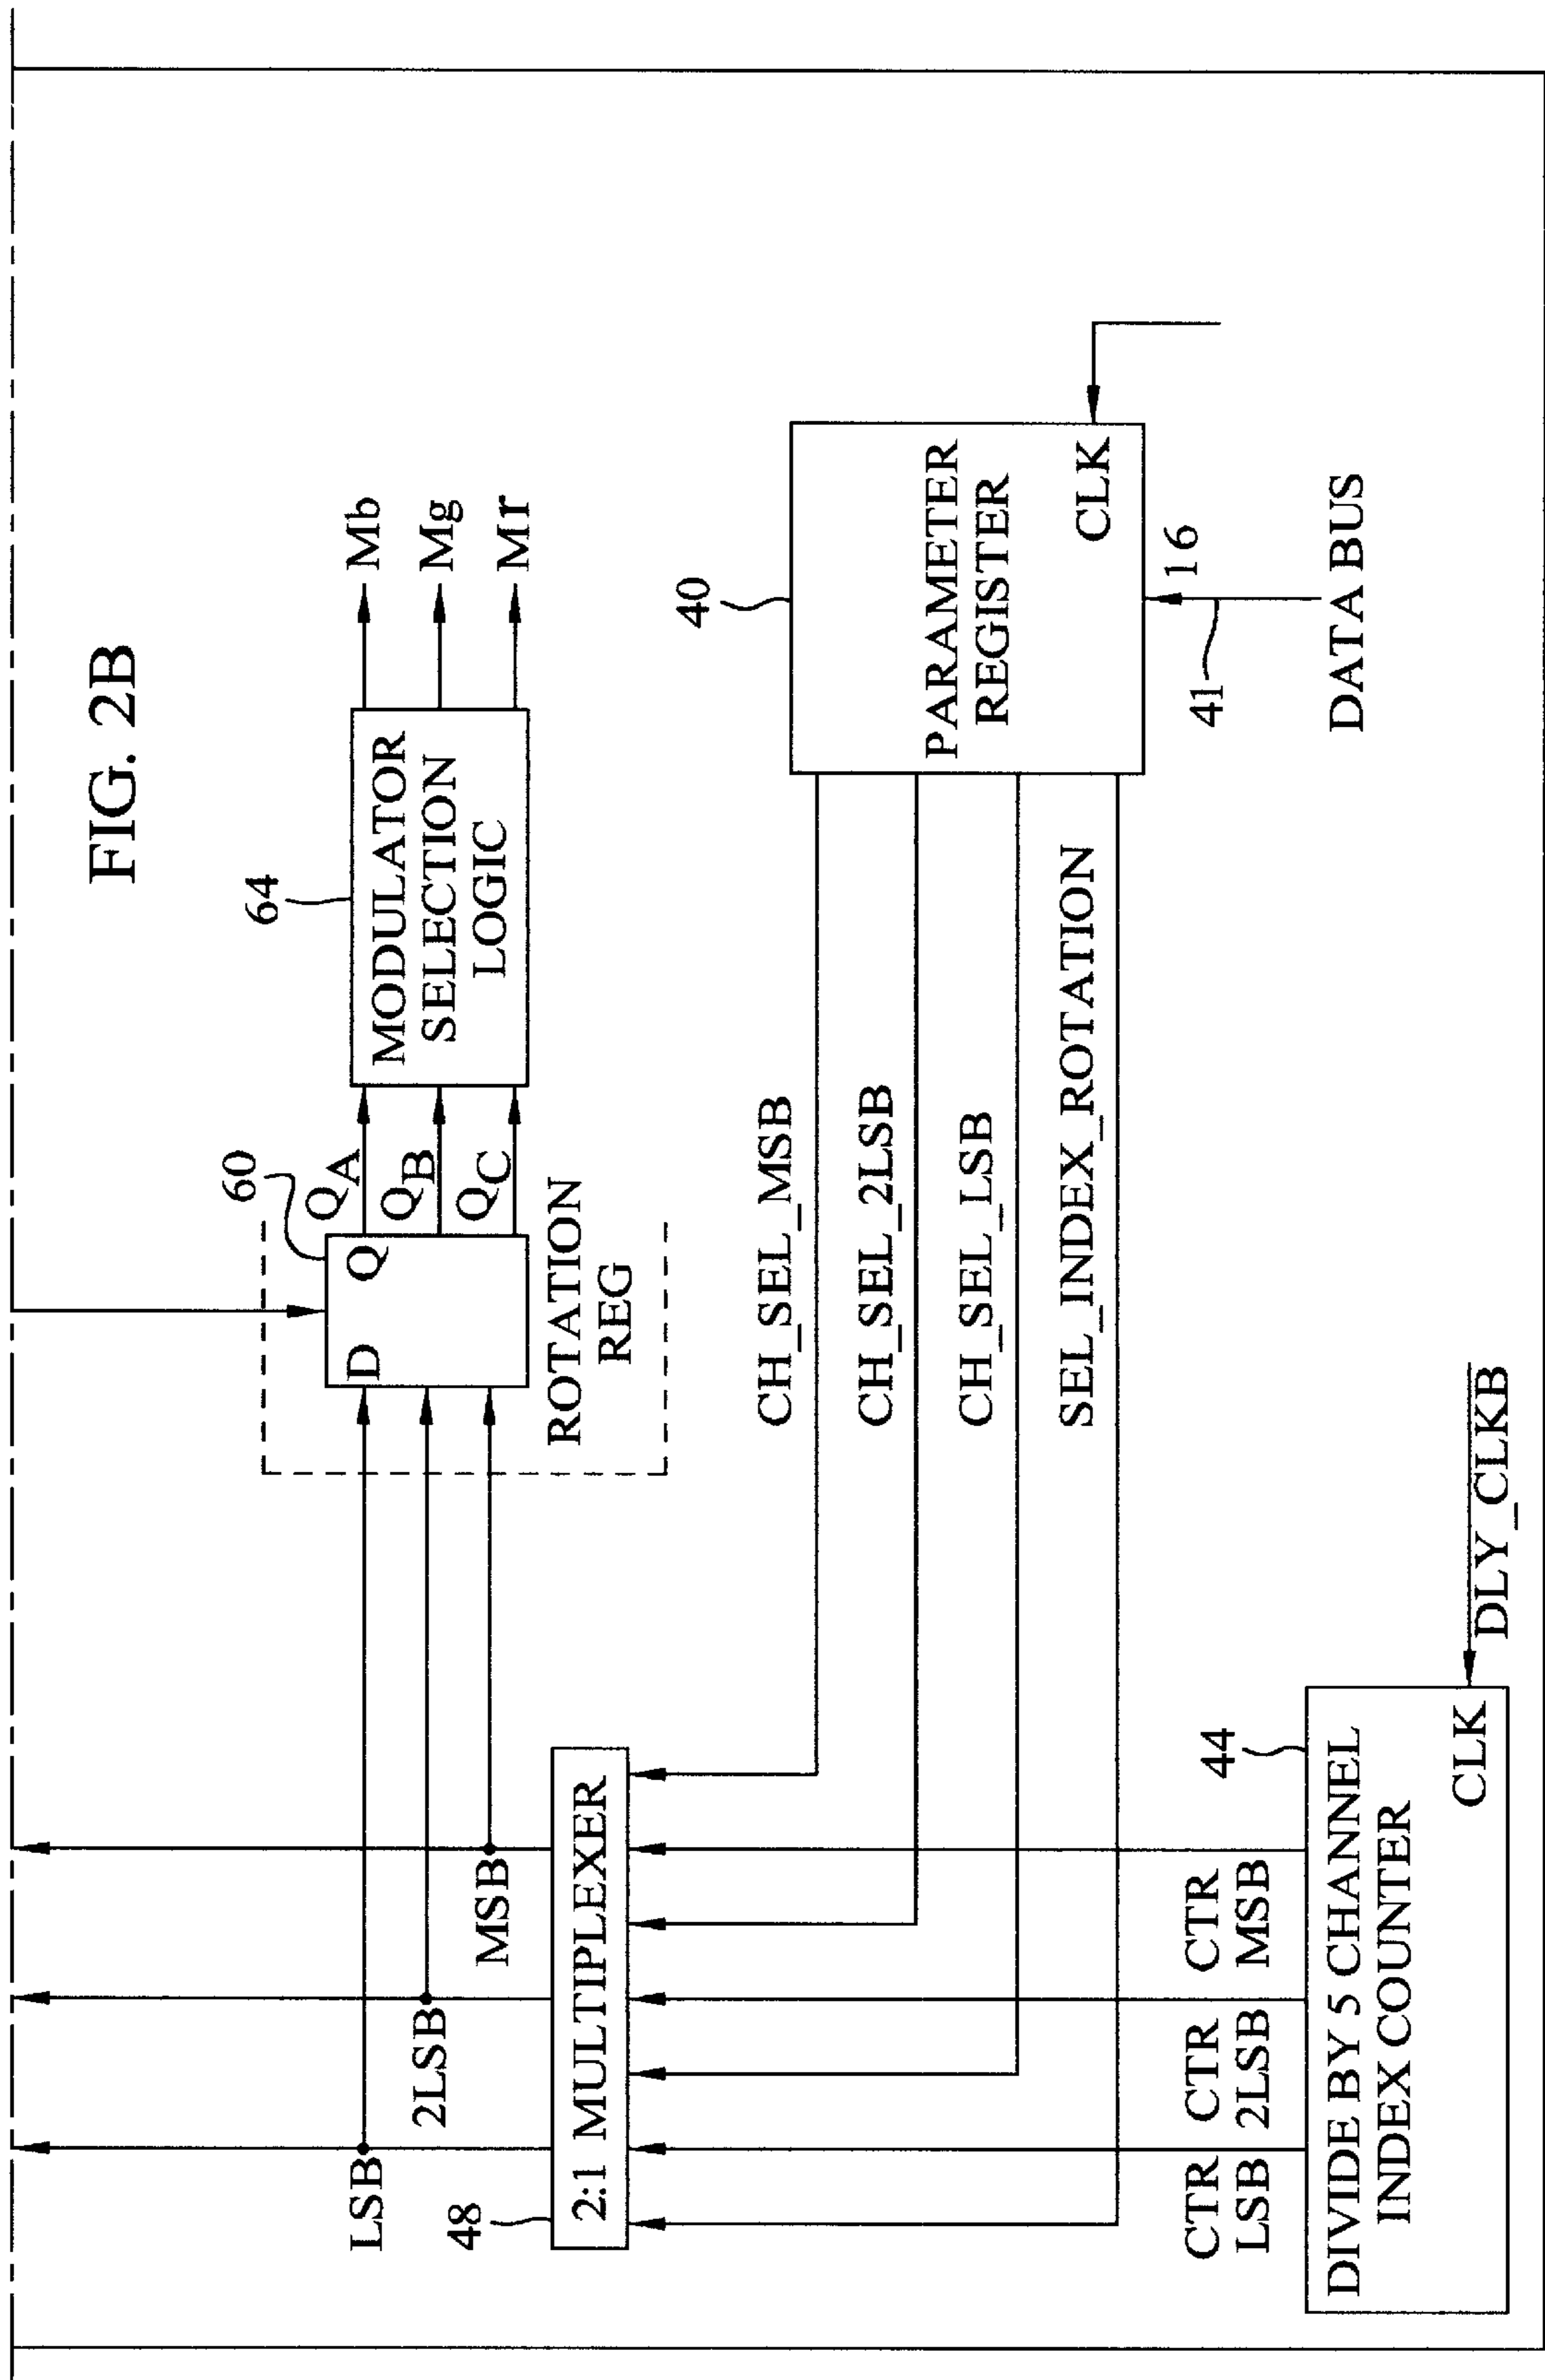 FIG. 2B
LSB
2LSB
MSB
48
2:1 MULTIPLEXER
D
Q
60
ROTATION
REG
QA
QB
QC
64
MODULATOR
SELECTION
LOGIC
Mb
Mg
Mr
CH_SEL_MSB
CH_SEL_2LSB
CH_SEL_LSB
SEL_INDEX_ROTATION
40
PARAMETER
REGISTER
CLK
41
16
DATA BUS
CTR
LSB
CTR
2LSB
CTR
MSB
44
DIVIDE BY 5 CHANNEL
INDEX COUNTER
CLK
DLY_CLKB